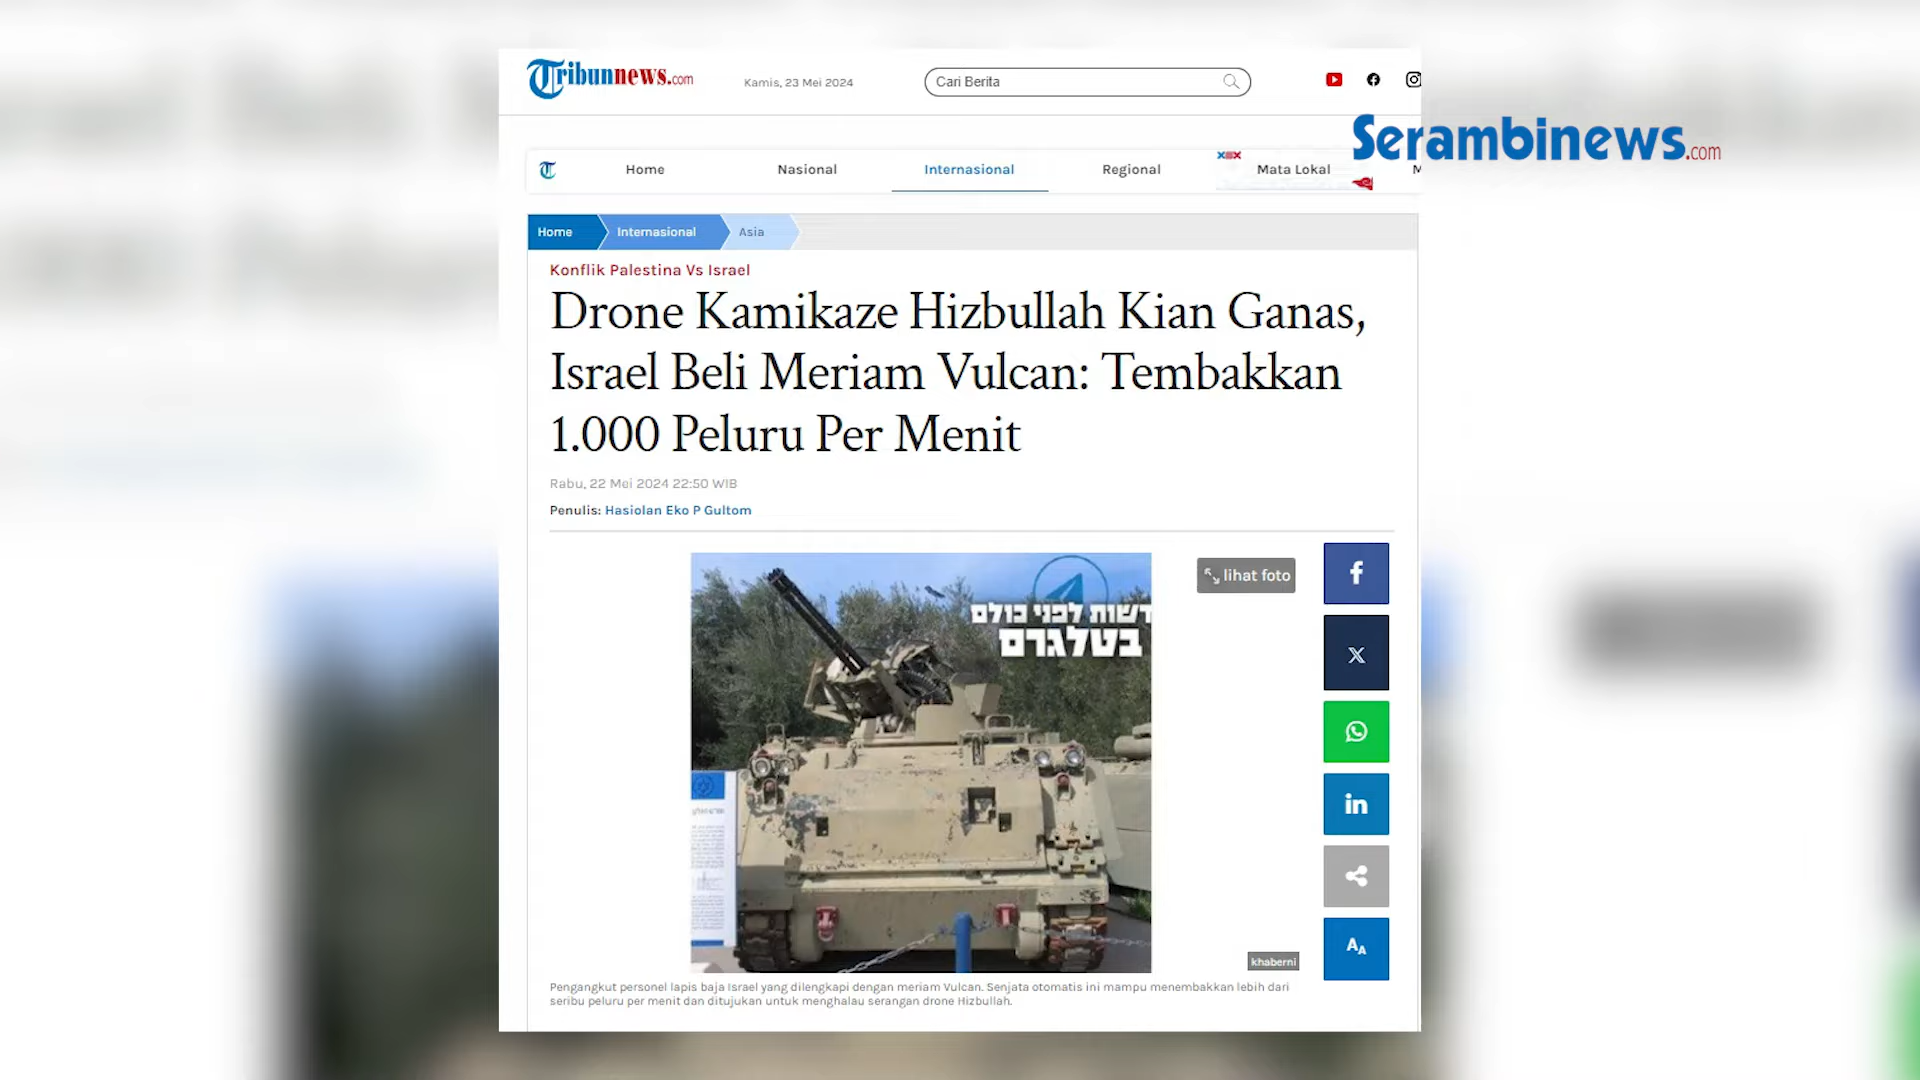 Tribunnews.com
Kamis, 23 Mei 2024
Cari Berita
Serambinews.com
Home
Nasional
Internasional
Regional
Mata Lokal
M
Home
Internasional
Asia
Konflik Palestina Vs Israel
Drone Kamikaze Hizbullah Kian Ganas,
Israel Beli Meriam Vulcan: Tembakkan
1.000 Peluru Per Menit
Rabu, 22 Mei 2024 22:50 WIB
Penulis: Hasiolan Eko P Gultom
lihat foto
דשות לפני כולם
בטלגרם
khaberni
Pengangkut personel lapis baja Israel yang dilengkapi dengan meriam Vulcan. Senjata otomatis ini mampu menembakkan lebih dari
seribu peluru per menit dan ditujukan untuk menghalau serangan drone Hizbullah.